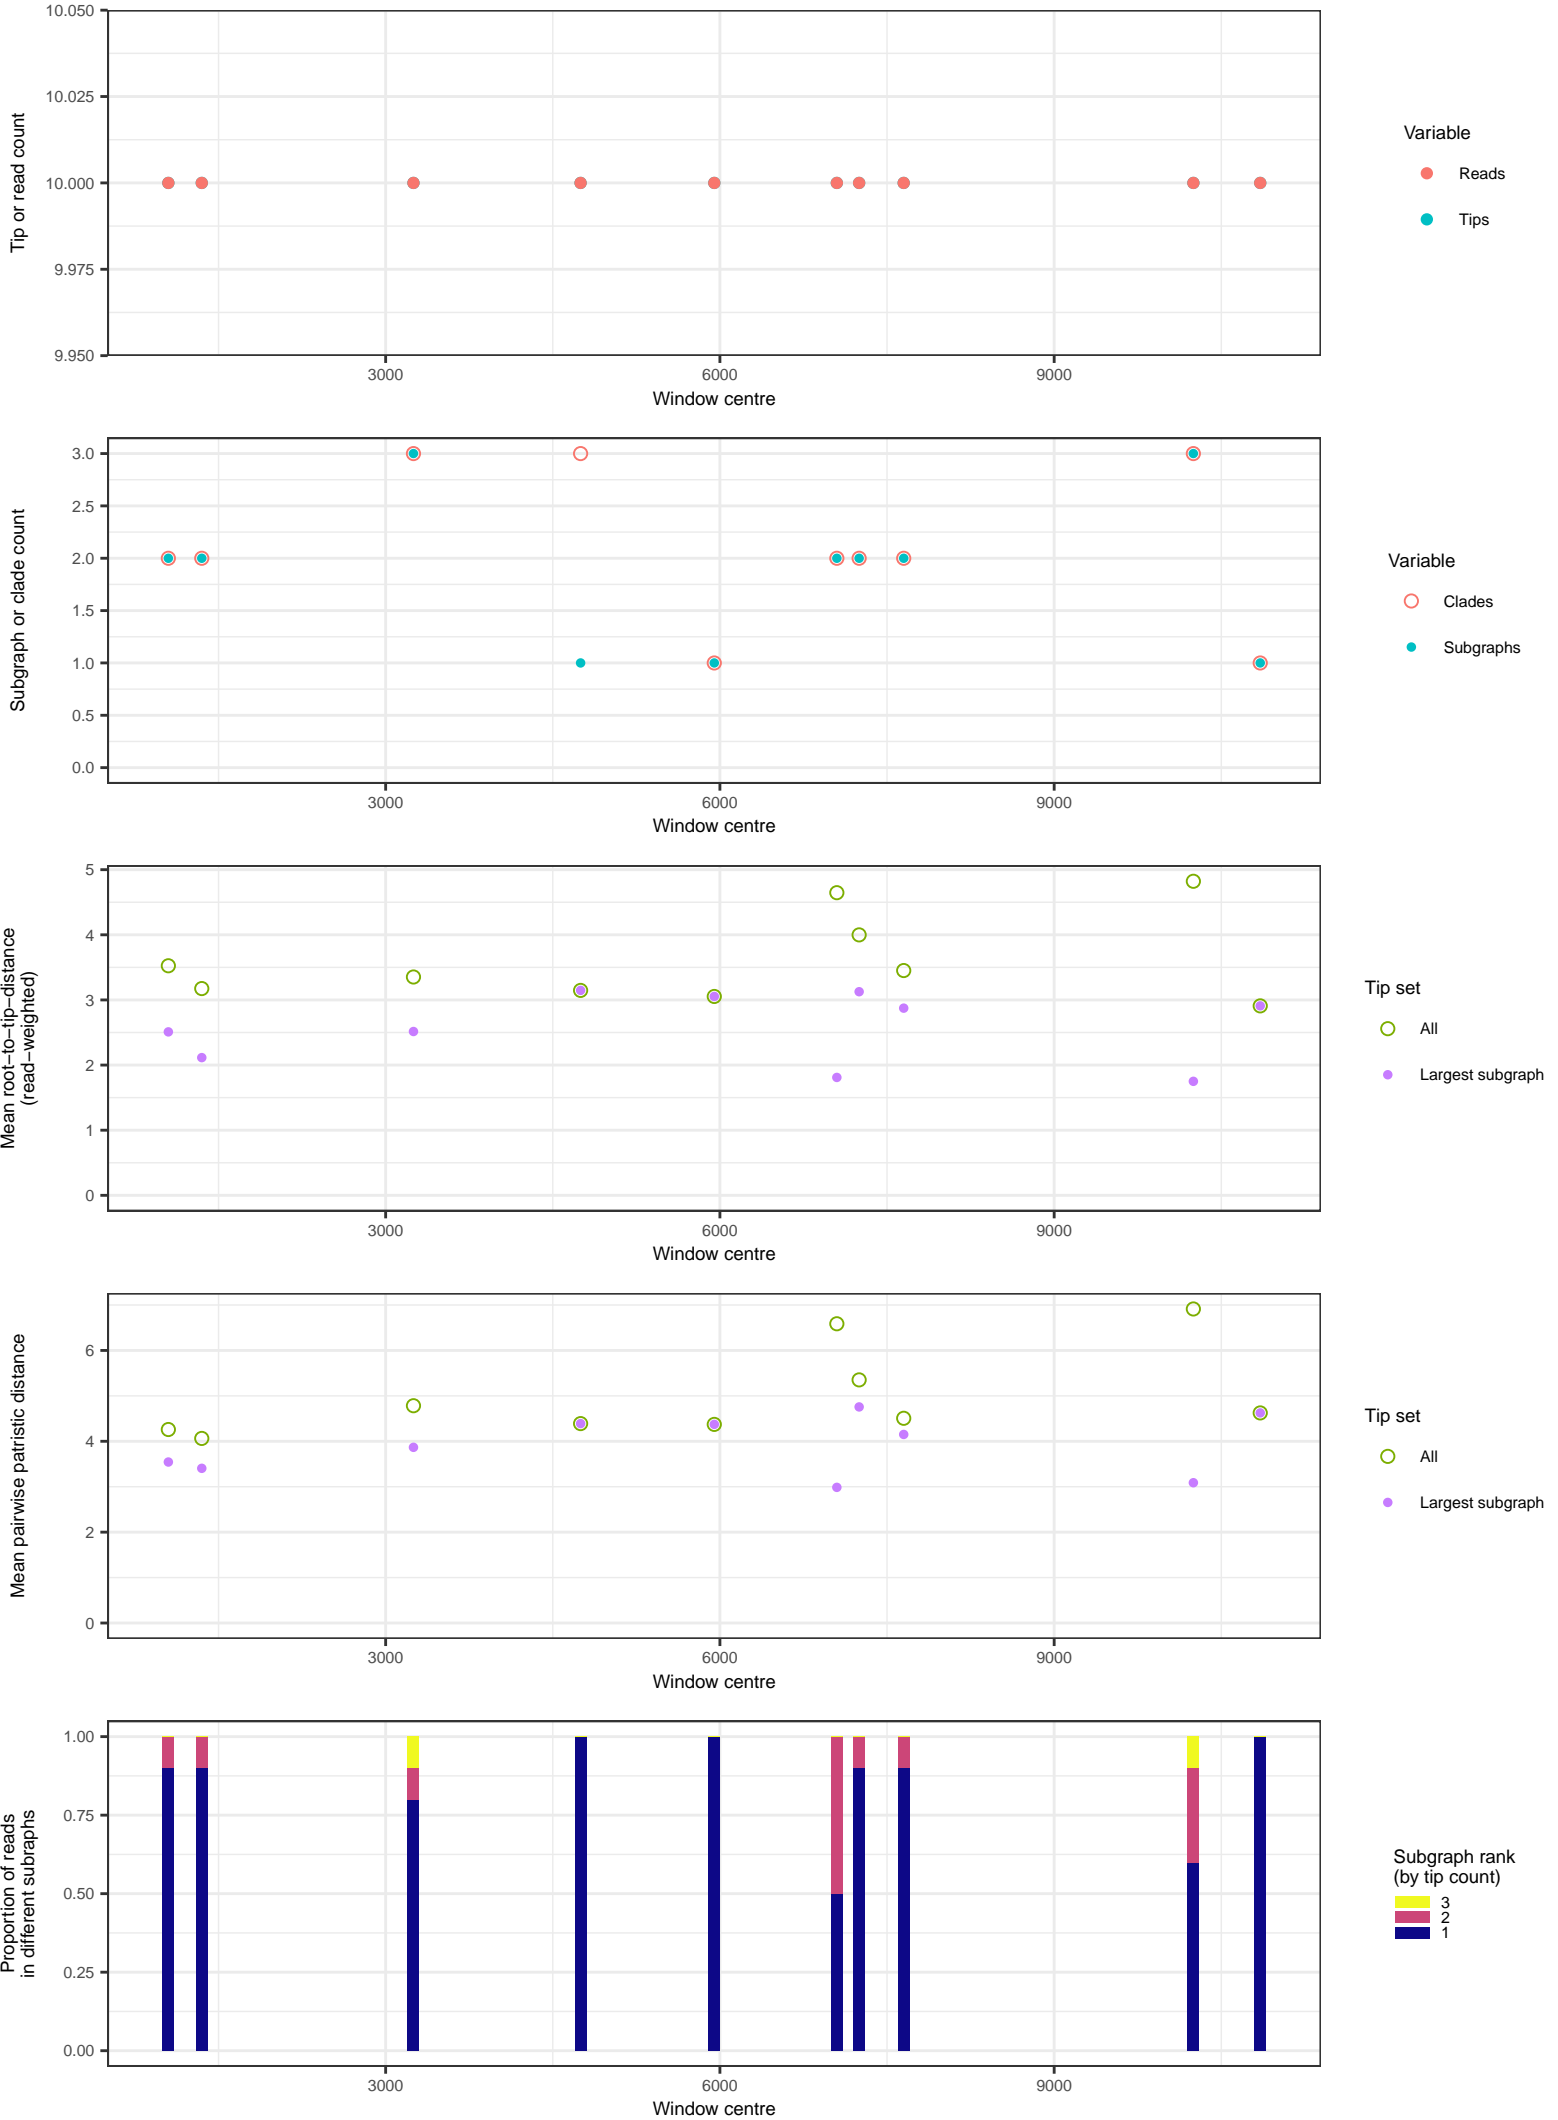 10.050
10.025
10.000
9.975
9.950
Tip or read count
3000
6000
9000
Window centre
Variable
Reads
Tips
3.0
2.5
2.0
1.5
1.0
0.5
0.0
Subgraph or clade count
3000
6000
9000
Window centre
Variable
Clades
Subgraphs
5
4
3
2
1
0
Mean root−to−tip−distance
(read−weighted)
3000
6000
9000
Window centre
Tip set
All
Largest subgraph
6
4
2
0
Mean pairwise patristic distance
3000
6000
9000
Window centre
Tip set
All
Largest subgraph
1.00
0.75
0.50
0.25
0.00
Proportion of reads
in different subraphs
3000
6000
9000
Window centre
Subgraph rank
(by tip count)
3
2
1